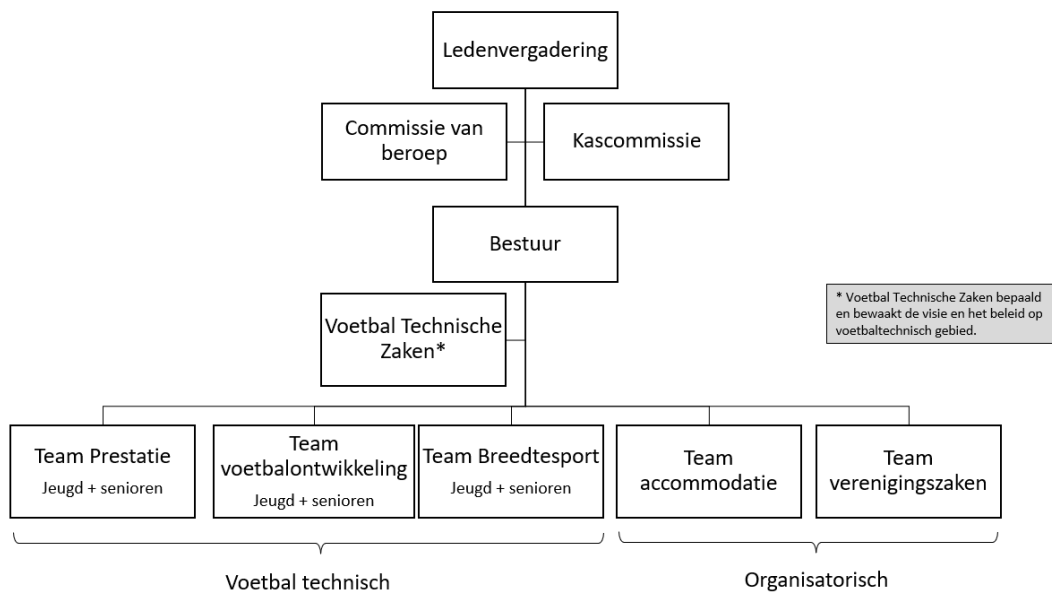 Ledenvergadering
Commissie van
beroep
Kascommissie
Bestuur
Voetbal Technische
Zaken*
* Voetbal Technische Zaken bepaald
en bewaakt de visie en het beleid op
voetbaltechnisch gebied.
Team Prestatie
Jeugd + senioren
Team
voetbalontwikkeling
Jeugd + senioren
Team Breedtesport
Jeugd + senioren
Team
accommodatie
Team
verenigingszaken
Voetbal technisch
Organisatorisch